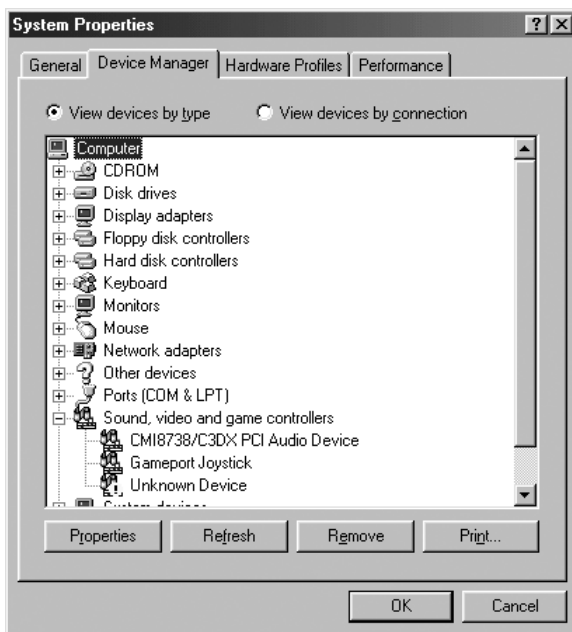 System Properties
General Device Manager Hardware Profiles Performance
View devices by type View devices by connection
Computer
CDROM
Disk drives
Display adapters
Floppy disk controllers
Hard disk controllers
Keyboard
Monitors
Mouse
Network adapters
Other devices
Ports (COM & LPT)
Sound, video and game controllers
CMI8738/C3DX PCI Audio Device
Gameport Joystick
Unknown Device
System devices
Properties Refresh Remove Print...
OK Cancel